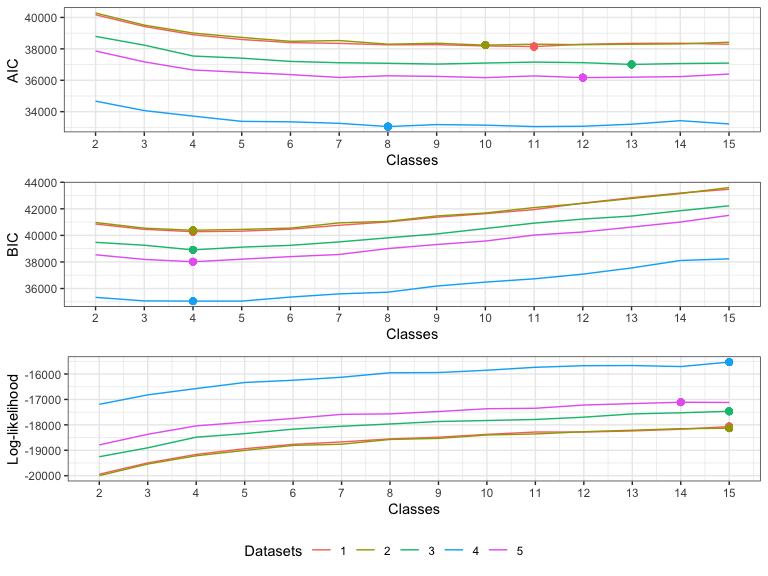 AIC
40000
38000
36000
34000
2 3 4 5 6 7 8 9 10 11 12 13 14 15
Classes
BIC
44000
42000
40000
38000
36000
2 3 4 5 6 7 8 9 10 11 12 13 14 15
Classes
Log-likelihood
-16000
-17000
-18000
-19000
-20000
2 3 4 5 6 7 8 9 10 11 12 13 14 15
Classes
Datasets 1 2 3 4 5